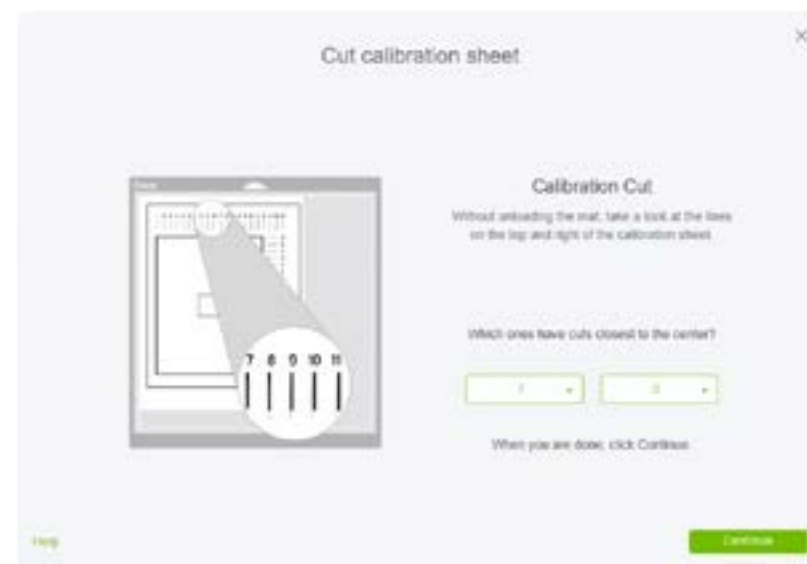 Cut calibration sheet
Calibration Cut
Without unloading the mat, take a look at the lines
on the top and right of the calibration sheet.
Which ones have cuts closest to the center?
7 8 9 10 11
When you are done, click Continue
Help
Continue